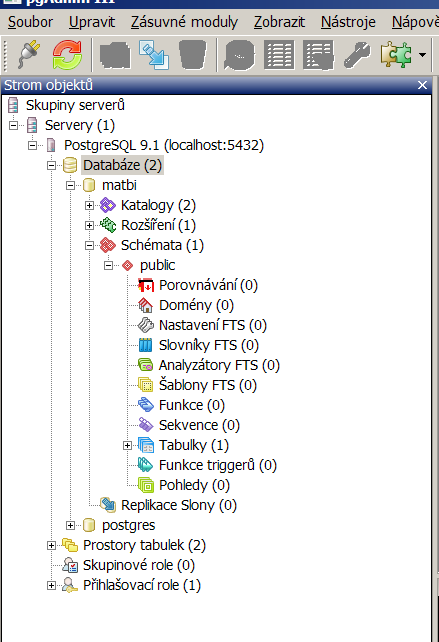 pgAdmin III
Soubor Upravit Zásuvné moduly Zobrazit Nástroje Nápově
Strom objektů
Skupiny serverů
Servery (1)
PostgreSQL 9.1 (localhost:5432)
Databáze (2)
matbi
Katalogy (2)
Rozšíření (1)
Schémata (1)
public
Porovnávání (0)
Domény (0)
Nastavení FTS (0)
Slovníky FTS (0)
Analyzátory FTS (0)
Šablony FTS (0)
Funkce (0)
Sekvence (0)
Tabulky (1)
Funkce triggerů (0)
Pohledy (0)
Replikace Slony (0)
postgres
Prostory tabulek (2)
Skupinové role (0)
Přihlašovací role (1)